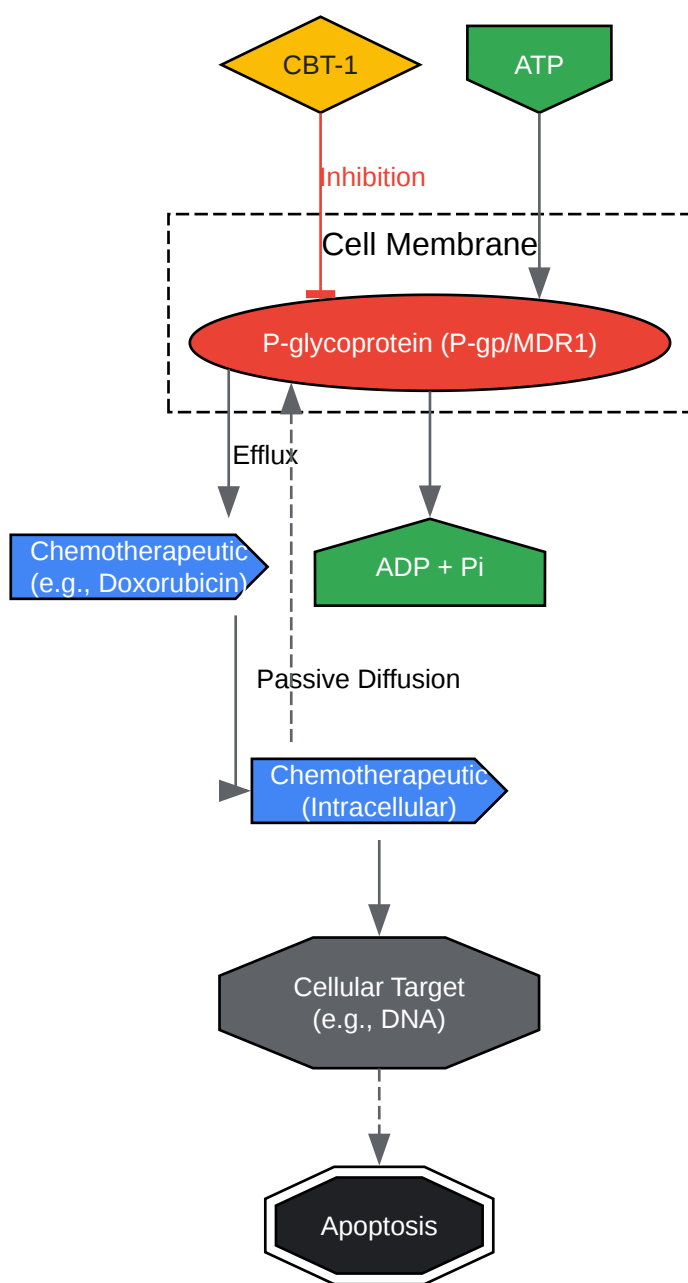 CBT-1
ATP
Inhibition
Cell Membrane
P-glycoprotein (P-gp/MDR1)
Efflux
Chemotherapeutic
(e.g., Doxorubicin)
ADP + Pi
Passive Diffusion
Chemotherapeutic
(Intracellular)
Cellular Target
(e.g., DNA)
Apoptosis